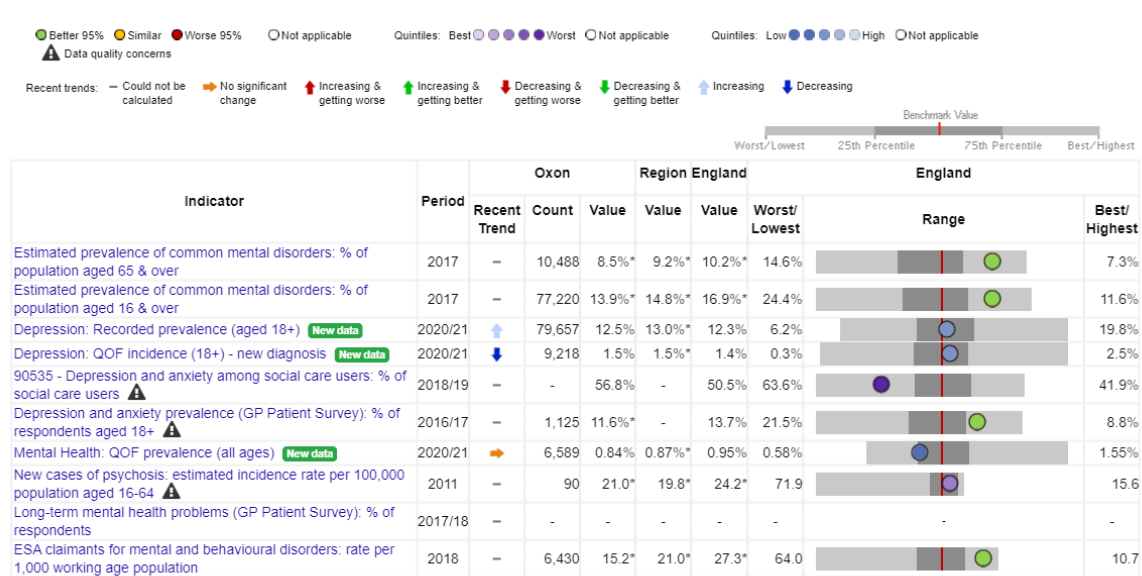 Better 95% Similar Worse 95% Not applicable Quintiles: Best Worst Not applicable Quintiles: Low High Not applicable
Data quality concerns
Recent trends: – Could not be calculated No significant change Increasing & getting worse Increasing & getting better Decreasing & getting worse Decreasing & getting better Increasing Decreasing
Benchmark Value
Worst/Lowest 25th Percentile 75th Percentile Best/Highest
Oxon Region England England
Indicator Period Recent Trend Count Value Value Value Worst/ Lowest Range Best/ Highest
Estimated prevalence of common mental disorders: % of
population aged 65 & over
2017 – 10,488 8.5%* 9.2%* 10.2%* 14.6% 7.3%
Estimated prevalence of common mental disorders: % of
population aged 16 & over
2017 – 77,220 13.9%* 14.8%* 16.9%* 24.4% 11.6%
Depression: Recorded prevalence (aged 18+) New data 2020/21 79,657 12.5% 13.0%* 12.3% 6.2% 19.8%
Depression: QOF incidence (18+) - new diagnosis New data 2020/21 9,218 1.5% 1.5%* 1.4% 0.3% 2.5%
90535 - Depression and anxiety among social care users: % of
social care users
2018/19 – - 56.8% - 50.5% 63.6% 41.9%
Depression and anxiety prevalence (GP Patient Survey): % of
respondents aged 18+
2016/17 – 1,125 11.6%* - 13.7% 21.5% 8.8%
Mental Health: QOF prevalence (all ages) New data 2020/21 6,589 0.84% 0.87%* 0.95% 0.58% 1.55%
New cases of psychosis: estimated incidence rate per 100,000
population aged 16-64
2011 – 90 21.0* 19.8* 24.2* 71.9 15.6
Long-term mental health problems (GP Patient Survey): % of
respondents
2017/18 – - - - - - - -
ESA claimants for mental and behavioural disorders: rate per
1,000 working age population
2018 – 6,430 15.2* 21.0* 27.3* 64.0 10.7